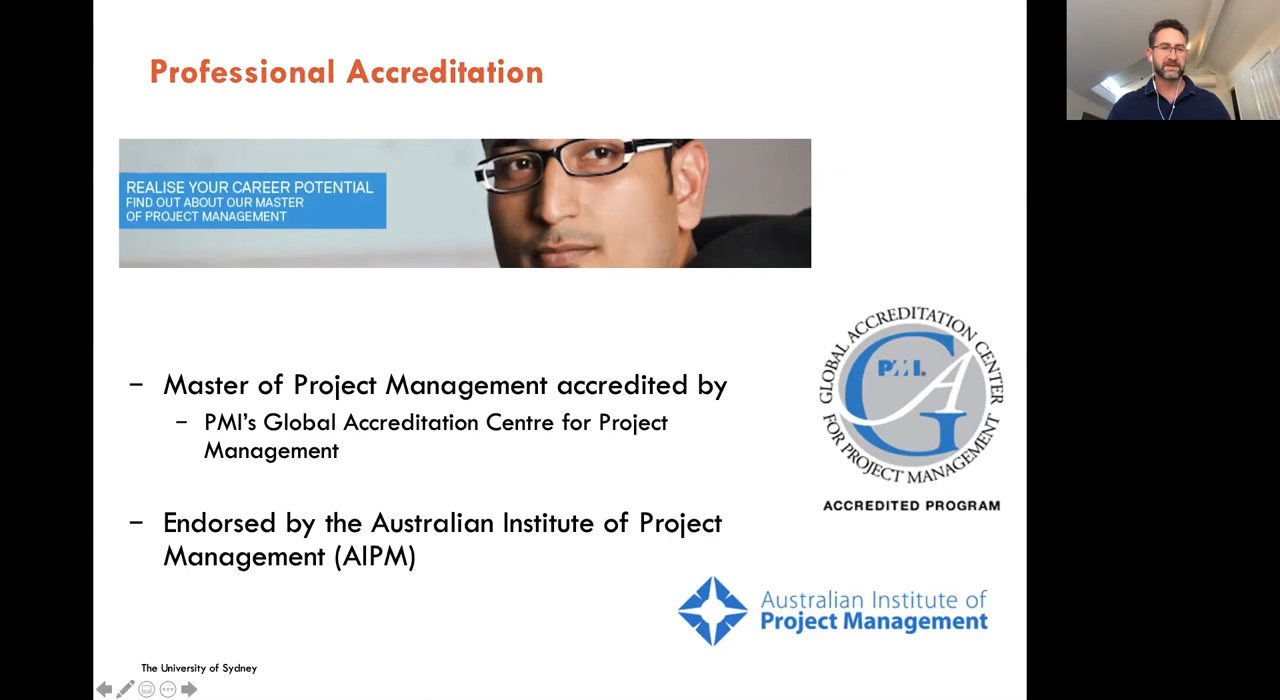 Professional Accreditation
REALISE YOUR CAREER POTENTIAL
FIND OUT ABOUT OUR MASTER
OF PROJECT MANAGEMENT
– Master of Project Management accredited by
– PMI’s Global Accreditation Centre for Project
Management
– Endorsed by the Australian Institute of Project
Management (AIPM)
GLOBAL ACCREDITATION CENTER
FOR PROJECT MANAGEMENT
PMI®
GA
ACCREDITED PROGRAM
Australian Institute of
Project Management
The University of Sydney